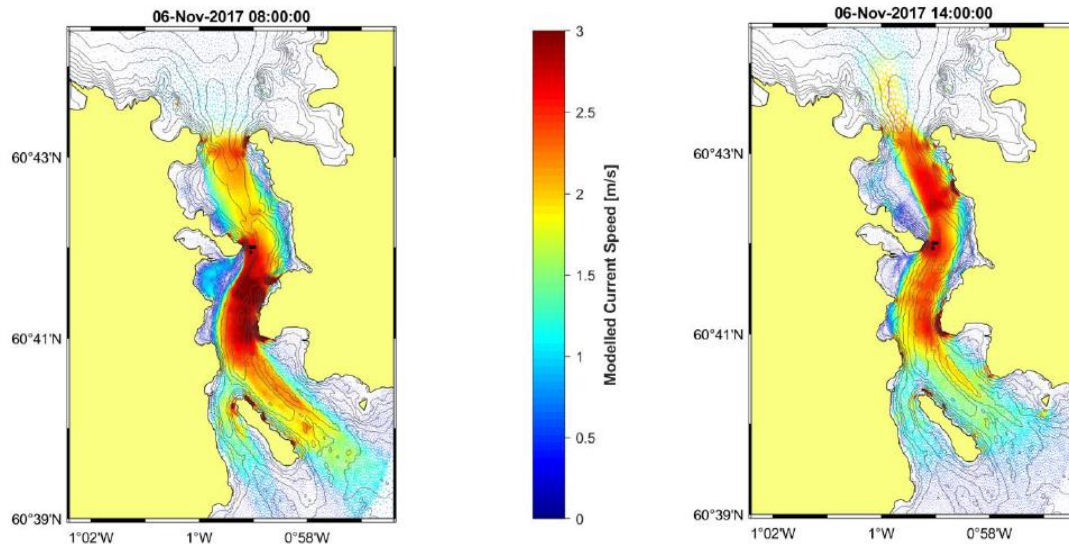 06-Nov-2017 08:00:00
60°43'N
60°41'N
60°39'N
1°02'W
1°W
0°58'W
3
2.5
2
1.5
1
0.5
0
Modelled Current Speed [m/s]
06-Nov-2017 14:00:00
60°43'N
60°41'N
60°39'N
1°02'W
1°W
0°58'W